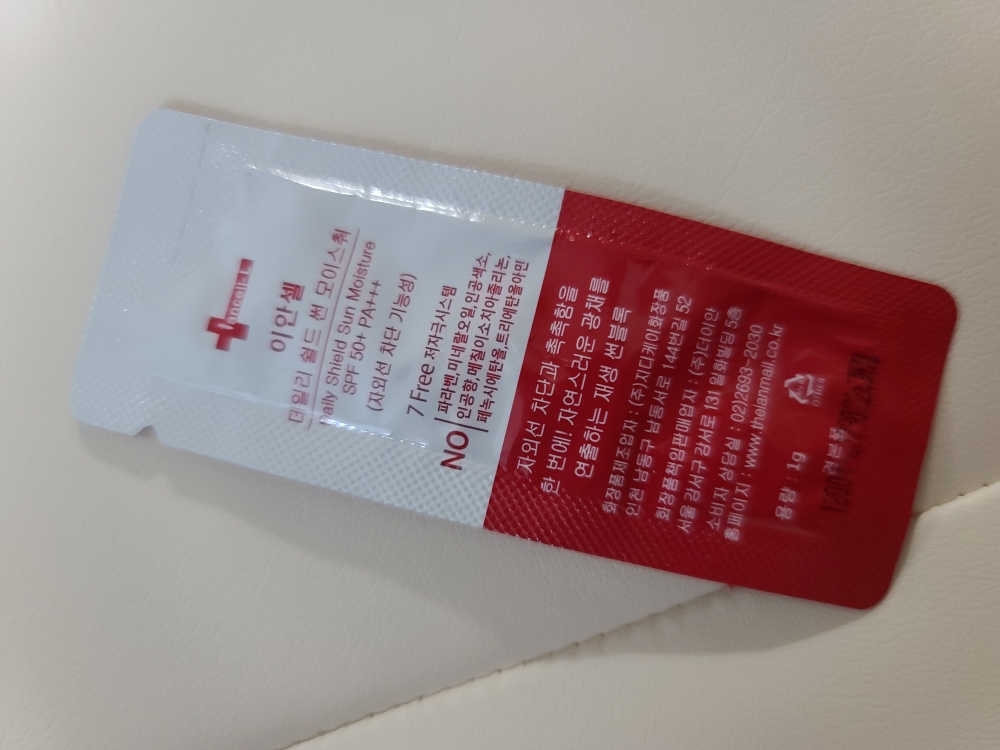 이안셀
데일리 쉴드 썬 모이스춰
Daily Shield Sun Moisture
SPF 50+ PA++++
(자외선 차단 기능성)
7 Free 저자극시스템
NO
파라벤,미네랄오일,인공색소,
인공향,메칠이소치아졸리논,
페녹시에탄올,트리에탄올아민
자외선 차단과 촉촉함을
한 번에! 자연스러운 광채를
연출하는 재생 썬블록
화장품제조업자 : (주)지디케이화장품
인천 남동구 남동서로 144번길 52
화장품책임판매업자 : (주)더이안
서울 강서구 강서로 131 일화빌딩 5층
소비자 상담실 : 02)2693-2030
홈페이지 : www.theianmall.co.kr
용량 : 1g
견본품